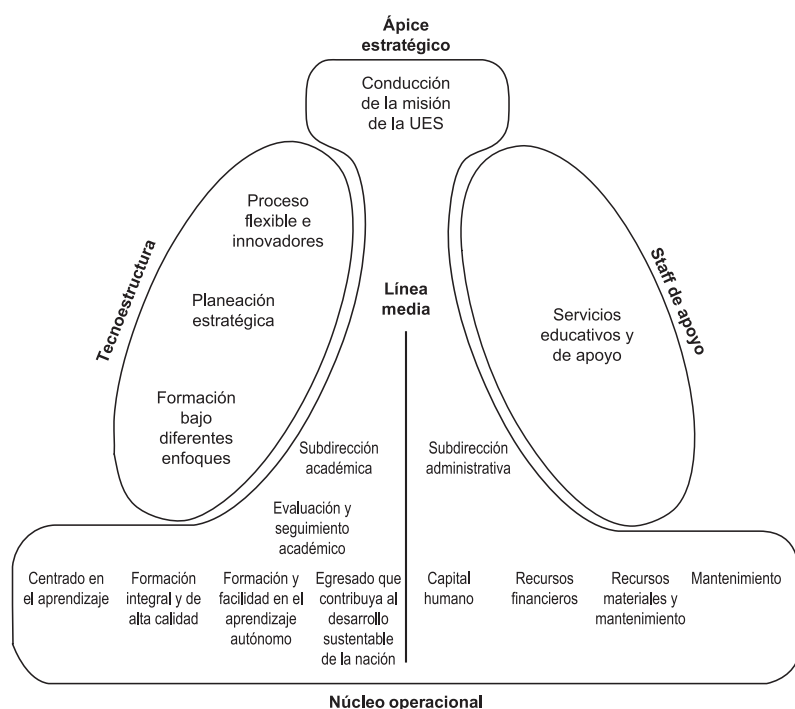 Ápice
estratégico
Conducción
de la misión
de la UES
Tecnoestructura
Proceso
flexible e
innovadores
Planeación
estratégica
Formación
bajo
diferentes
enfoques
Línea
media
Servicios
educativos y
de apoyo
Staff de apoyo
Subdirección
académica
Subdirección
administrativa
Evaluación y
seguimiento
académico
Centrado en
el aprendizaje
Formación
integral y de
alta calidad
Formación y
facilidad en el
aprendizaje
autónomo
Egresado que
contribuya al
desarrollo
sustentable
de la nación
Capital
humano
Recursos
financieros
Recursos
materiales y
mantenimiento
Mantenimiento
Núcleo operacional